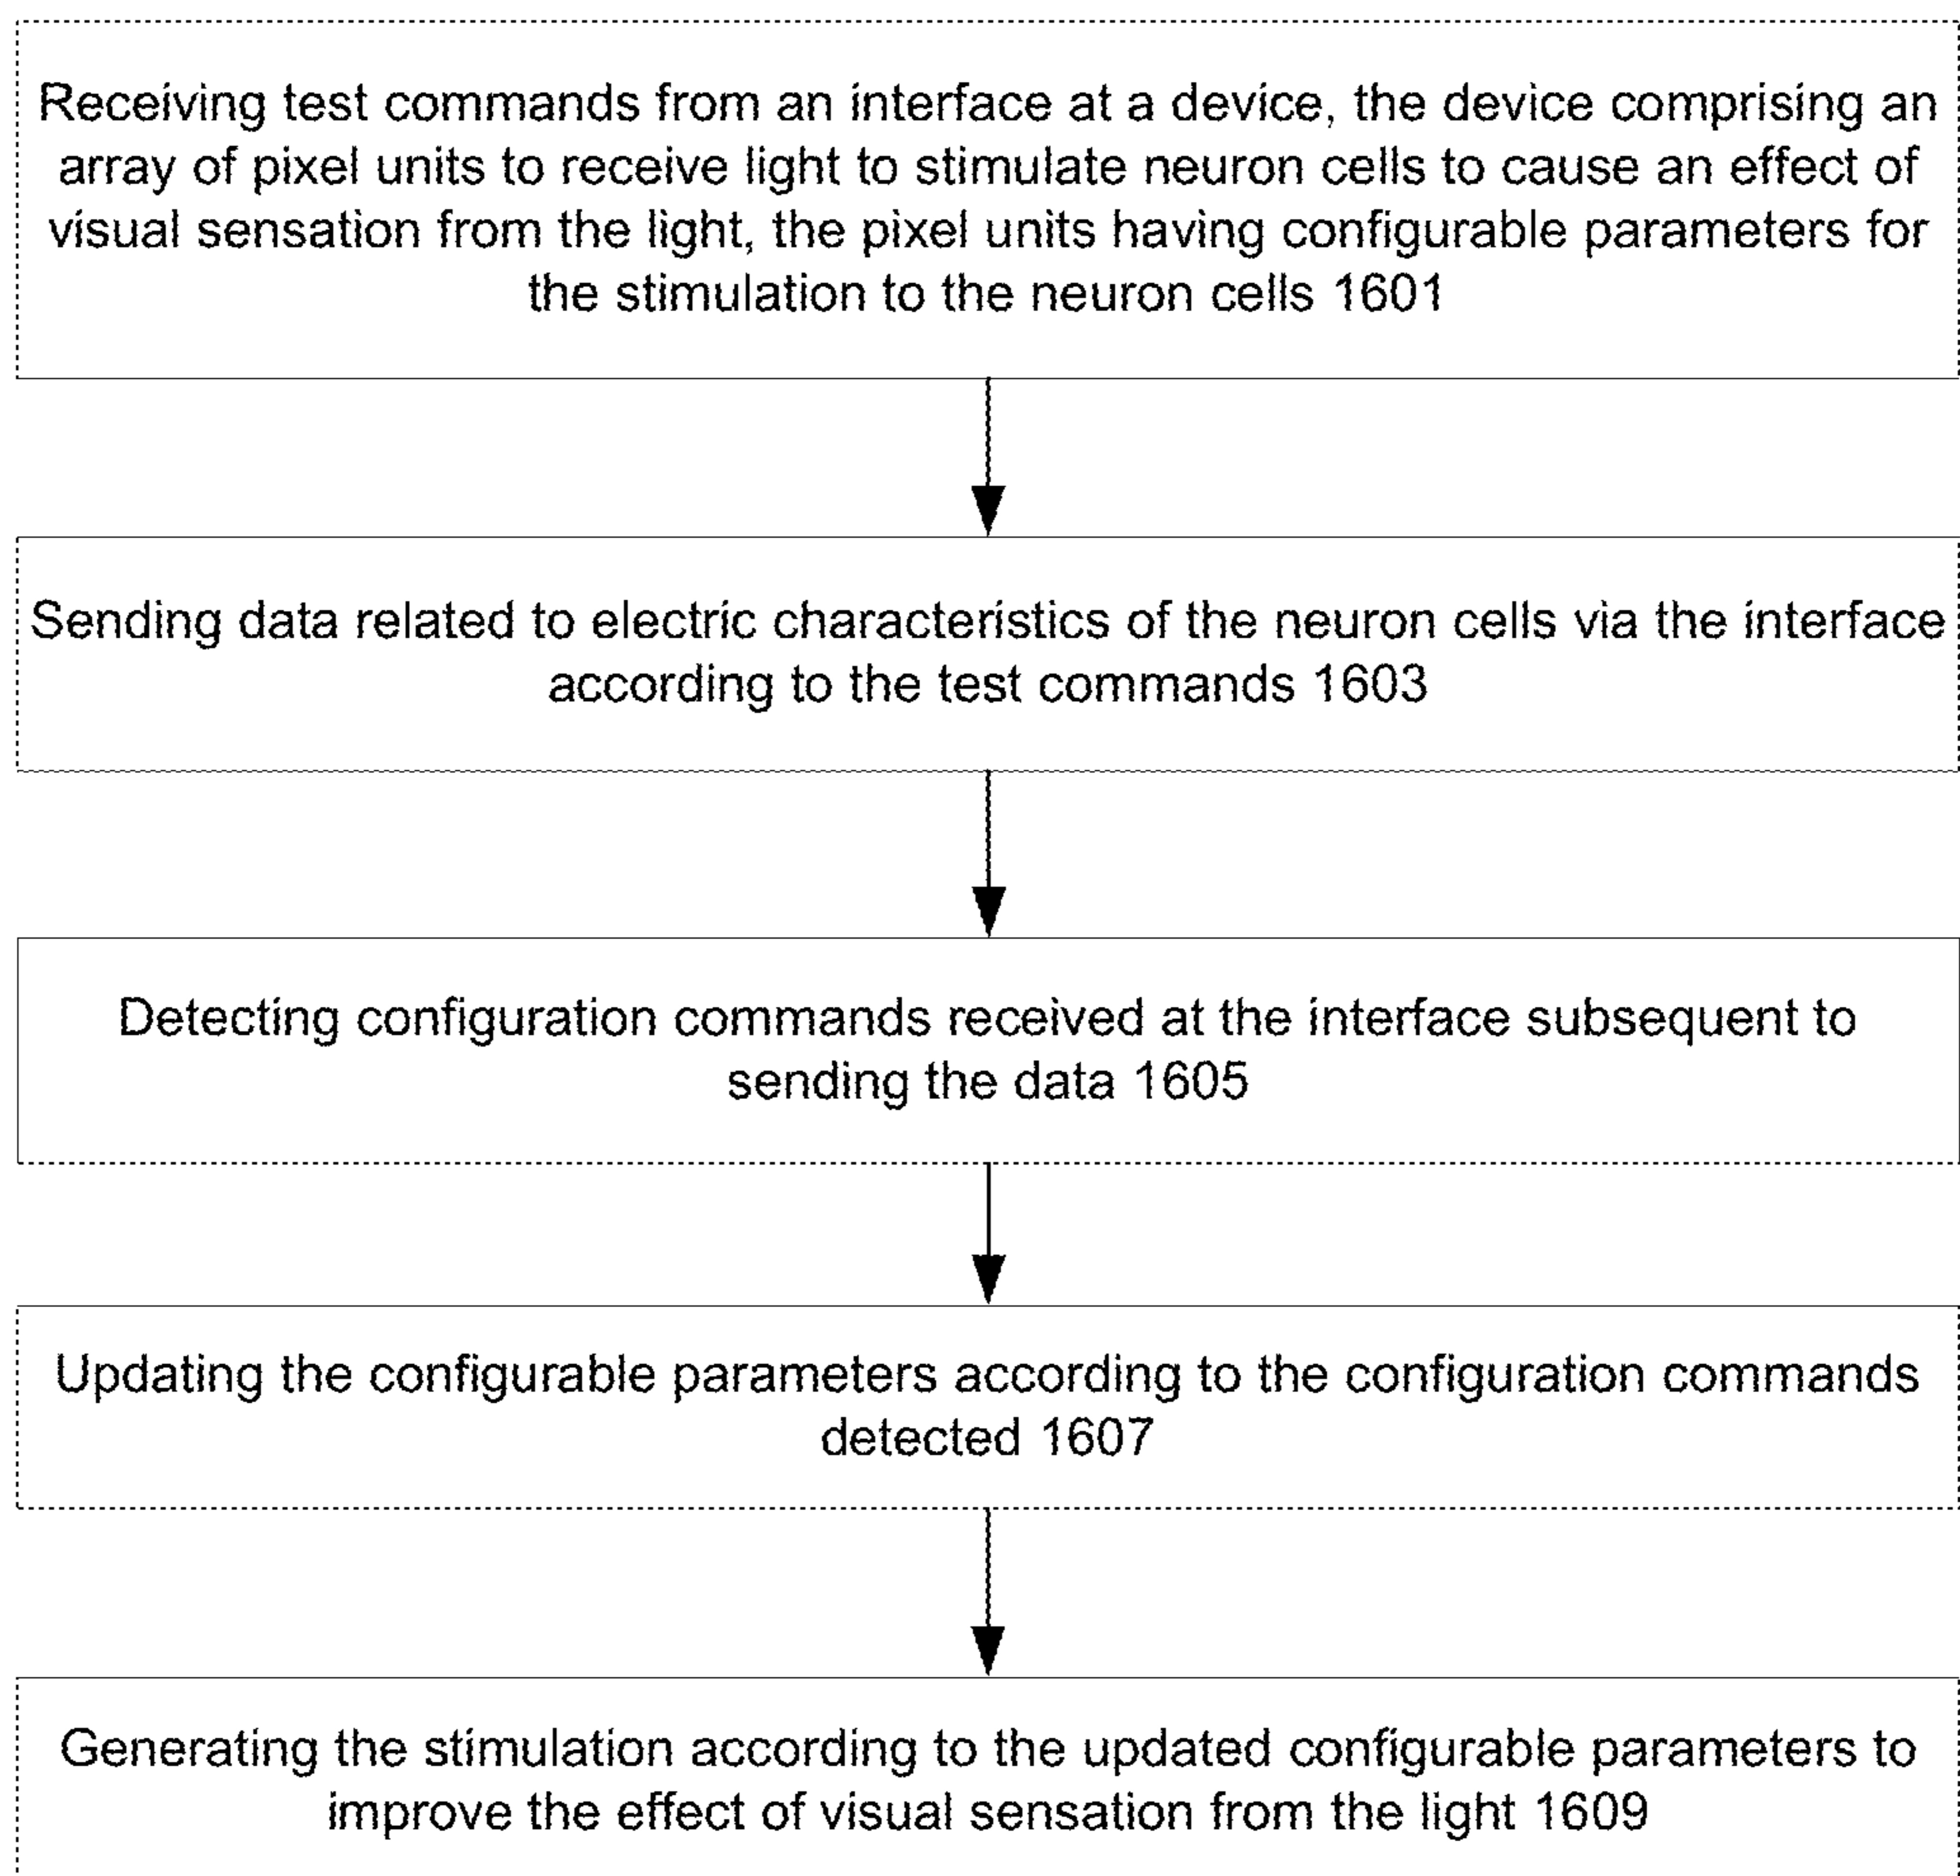 Receiving test commands from an interface at a device, the device comprising an
array of pixel units to receive light to stimulate neuron cells to cause an effect of
visual sensation from the light, the pixel units having configurable parameters for
the stimulation to the neuron cells 1601
Sending data related to electric characteristics of the neuron cells via the interface
according to the test commands 1603
Detecting configuration commands received at the interface subsequent to
sending the data 1605
Updating the configurable parameters according to the configuration commands
detected 1607
Generating the stimulation according to the updated configurable parameters to
improve the effect of visual sensation from the light 1609